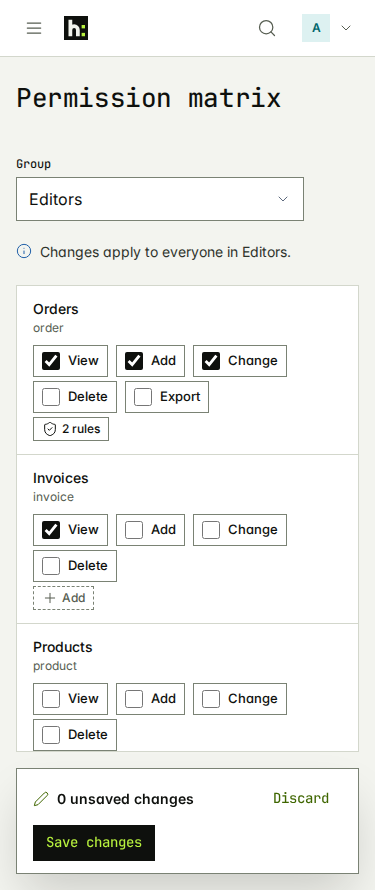 h:
A
Permission matrix
Group
Editors
Changes apply to everyone in Editors.
Orders
order
View Add Change
Delete Export
2 rules
Invoices
invoice
View Add Change
Delete
+ Add
Products
product
View Add Change
Delete
0 unsaved changes Discard
Save changes